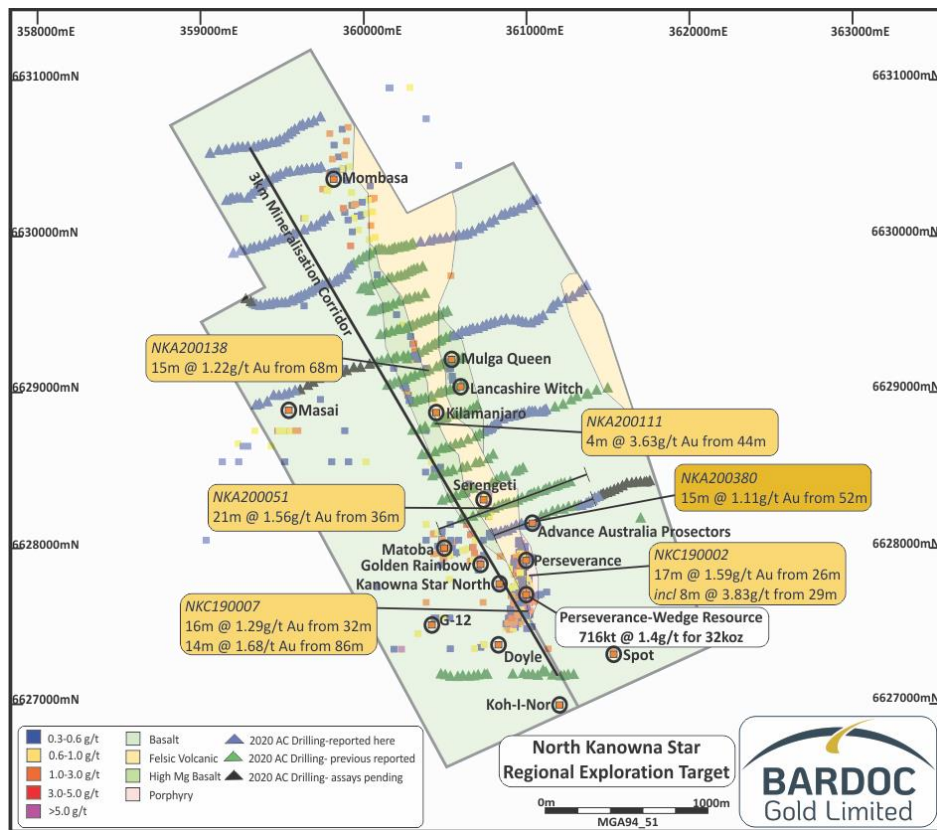 358000mE
359000mE
360000mE
361000mE
362000mE
363000mE
6631000mN
6631000mN
Mombasa
3km Mineralisation Corridor
6630000mN
6630000mN
NKA200138
15m @ 1.22g/t Au from 68m
Mulga Queen
Lancashire Witch
6629000mN
6629000mN
Masai
Kilamanjaro
NKA200111
4m @ 3.63g/t Au from 44m
NKA200380
15m @ 1.11g/t Au from 52m
Serengeti
NKA200051
21m @ 1.56g/t Au from 36m
Advance Australia Prosectors
6628000mN
6628000mN
Matoba
Golden Rainbow
Perseverance
Kanowna Star North
NKC190002
17m @ 1.59g/t Au from 26m
incl 8m @ 3.83g/t from 29m
NKC190007
16m @ 1.29g/t Au from 32m
14m @ 1.68/t Au from 86m
G-12
Perseverance-Wedge Resource
716kt @ 1.4g/t for 32koz
Doyle
Spot
6627000mN
6627000mN
Koh-I-Nor
0.3-0.6 g/t
0.6-1.0 g/t
1.0-3.0 g/t
3.0-5.0 g/t
>5.0 g/t
Basalt
Felsic Volcanic
High Mg Basalt
Porphyry
2020 AC Drilling-reported here
2020 AC Drilling- previous reported
2020 AC Drilling- assays pending
North Kanowna Star
Regional Exploration Target
0m
1000m
MGA94_51
BARDOC
Gold Limited